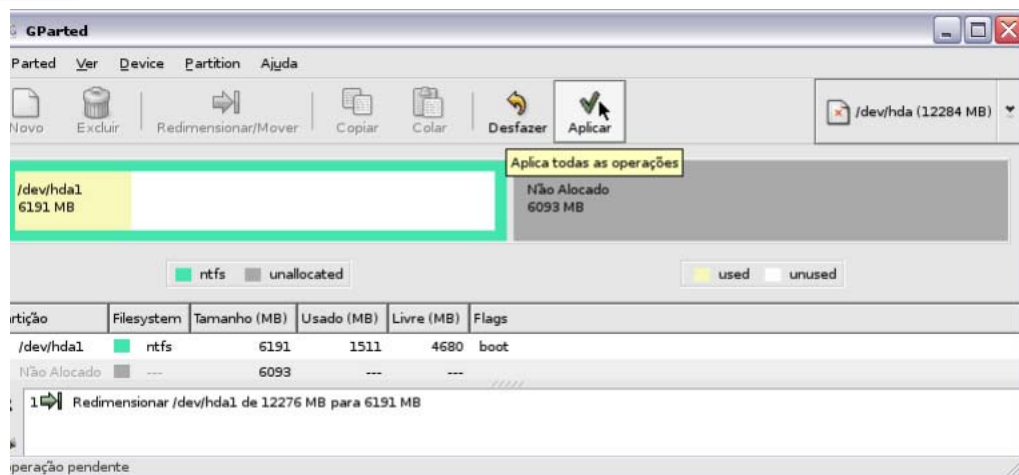 GParted
Parted Ver Device Partition Ajuda
Novo Excluir Redimensionar/Mover Copiar Colar Desfazer Aplicar /dev/hda (12284 MB)
Aplica todas as operações
/dev/hda1 Não Alocado
6191 MB 6093 MB
ntfs unallocated used unused
rtição Filesystem Tamanho (MB) Usado (MB) Livre (MB) Flags
/dev/hda1 ntfs 6191 1511 4680 boot
Não Alocado --- 6093 --- ---
1 Redimensionar /dev/hda1 de 12276 MB para 6191 MB
operação pendente